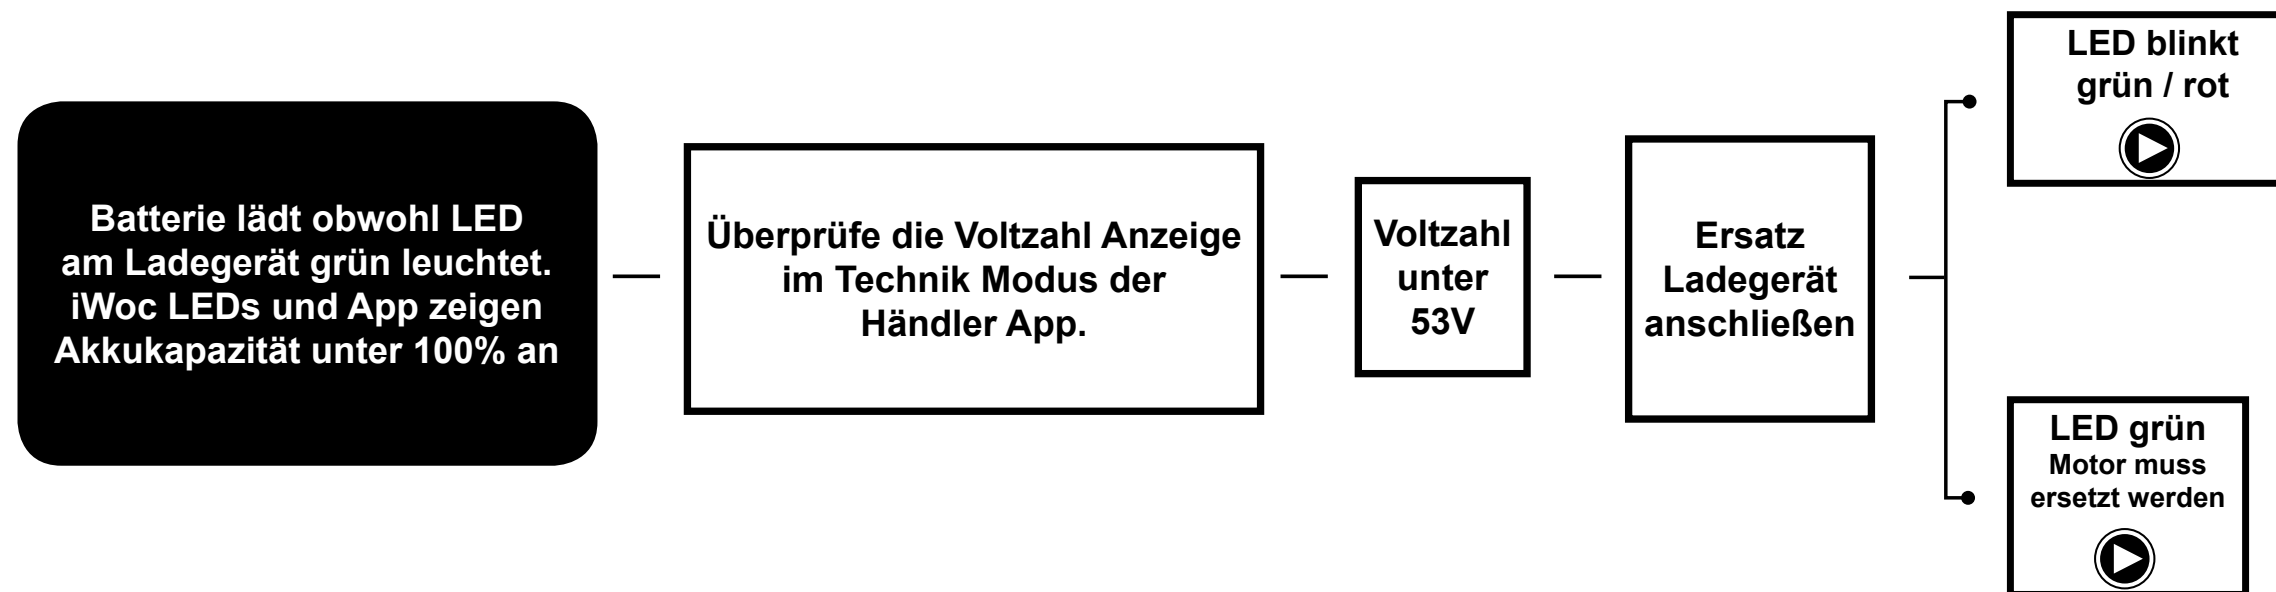 Batterie lädt obwohl LED
am Ladegerät grün leuchtet.
iWoc LEDs und App zeigen
Akkukapazität unter 100% an
Überprüfe die Voltzahl Anzeige
im Technik Modus der
Händler App.
Voltzahl
unter
53V
Ersatz
Ladegerät
anschließen
LED blinkt
grün / rot
LED grün
Motor muss
ersetzt werden